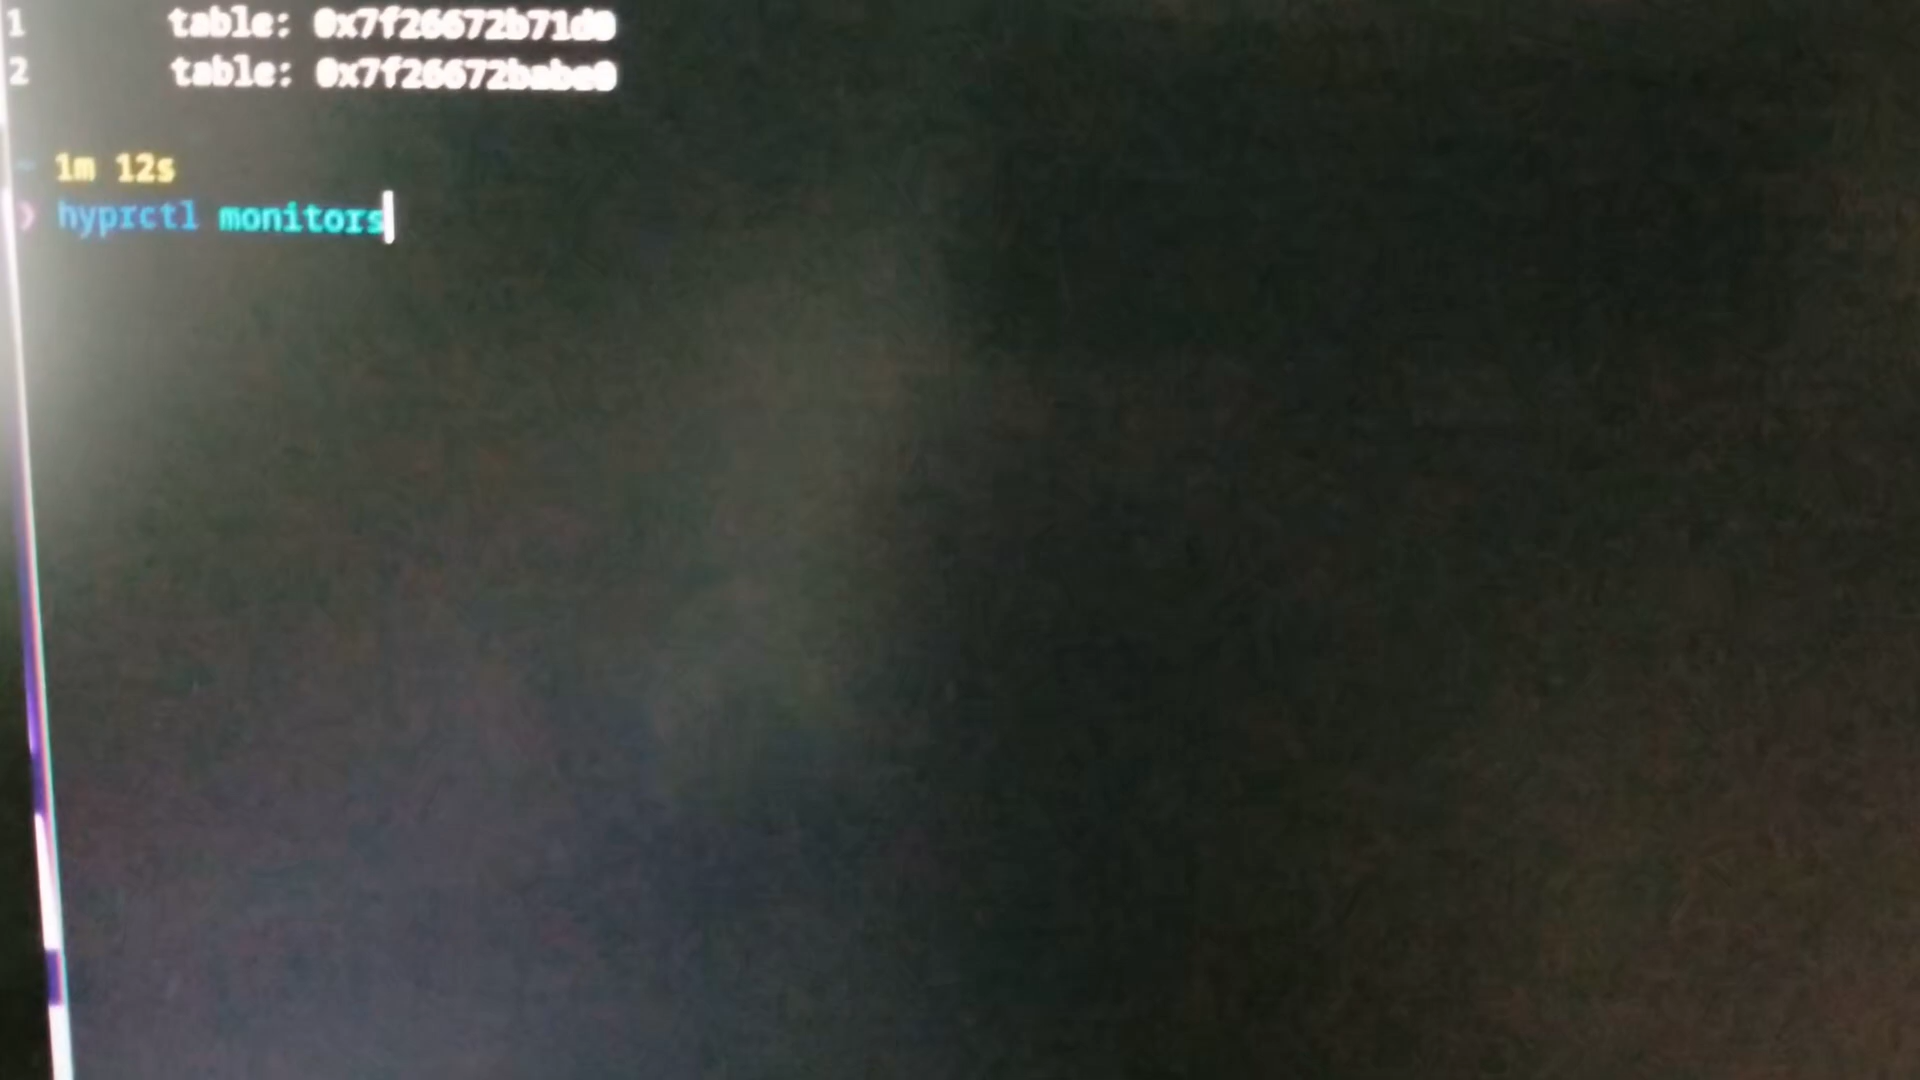 1 table: 0x7f26672b71d0
2 table: 0x7f26672babe0
~ 1m 12s
❯ hyprctl monitors